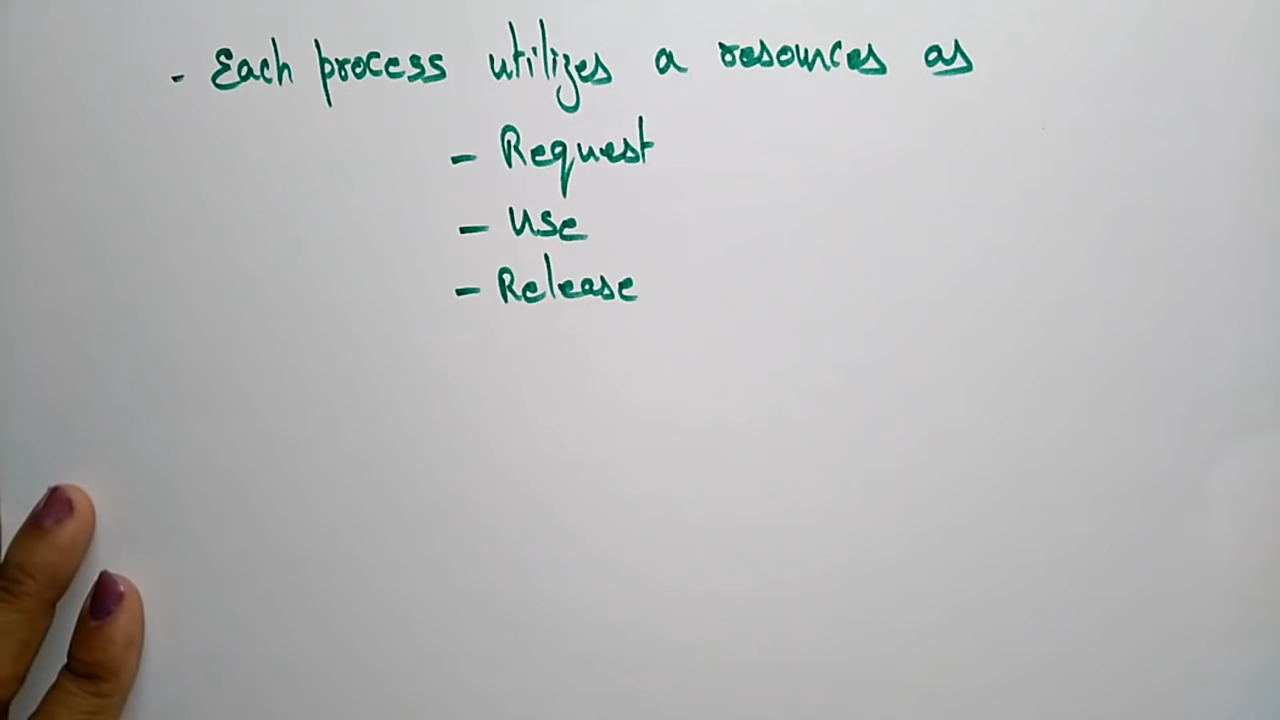 - Each process utilizes a resources as
- Request
- Use
- Release